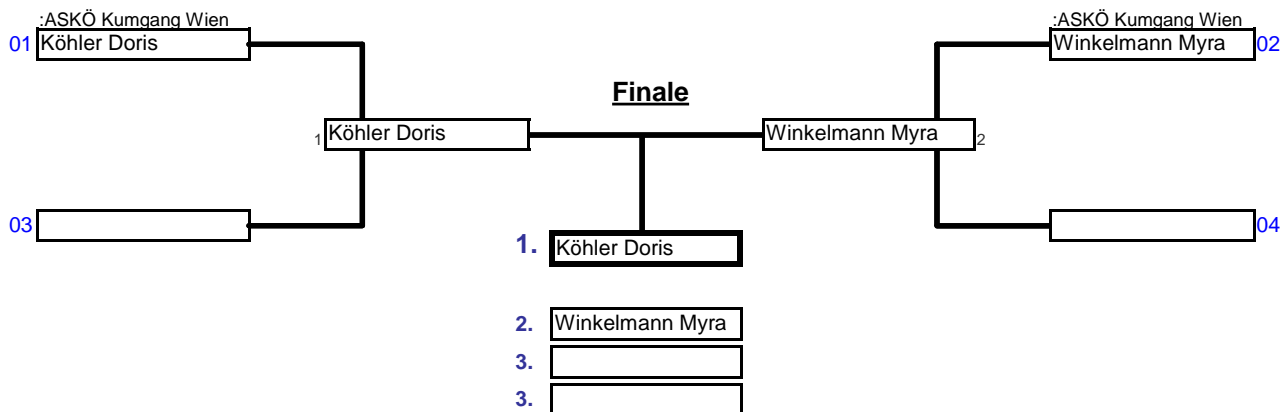 :ASKÖ Kumgang Wien :ASKÖ Kumgang Wien
01 Köhler Doris Winkelmann Myra 02
Finale
1 Köhler Doris Winkelmann Myra 2
03 04
1. Köhler Doris
2. Winkelmann Myra
3.
3.